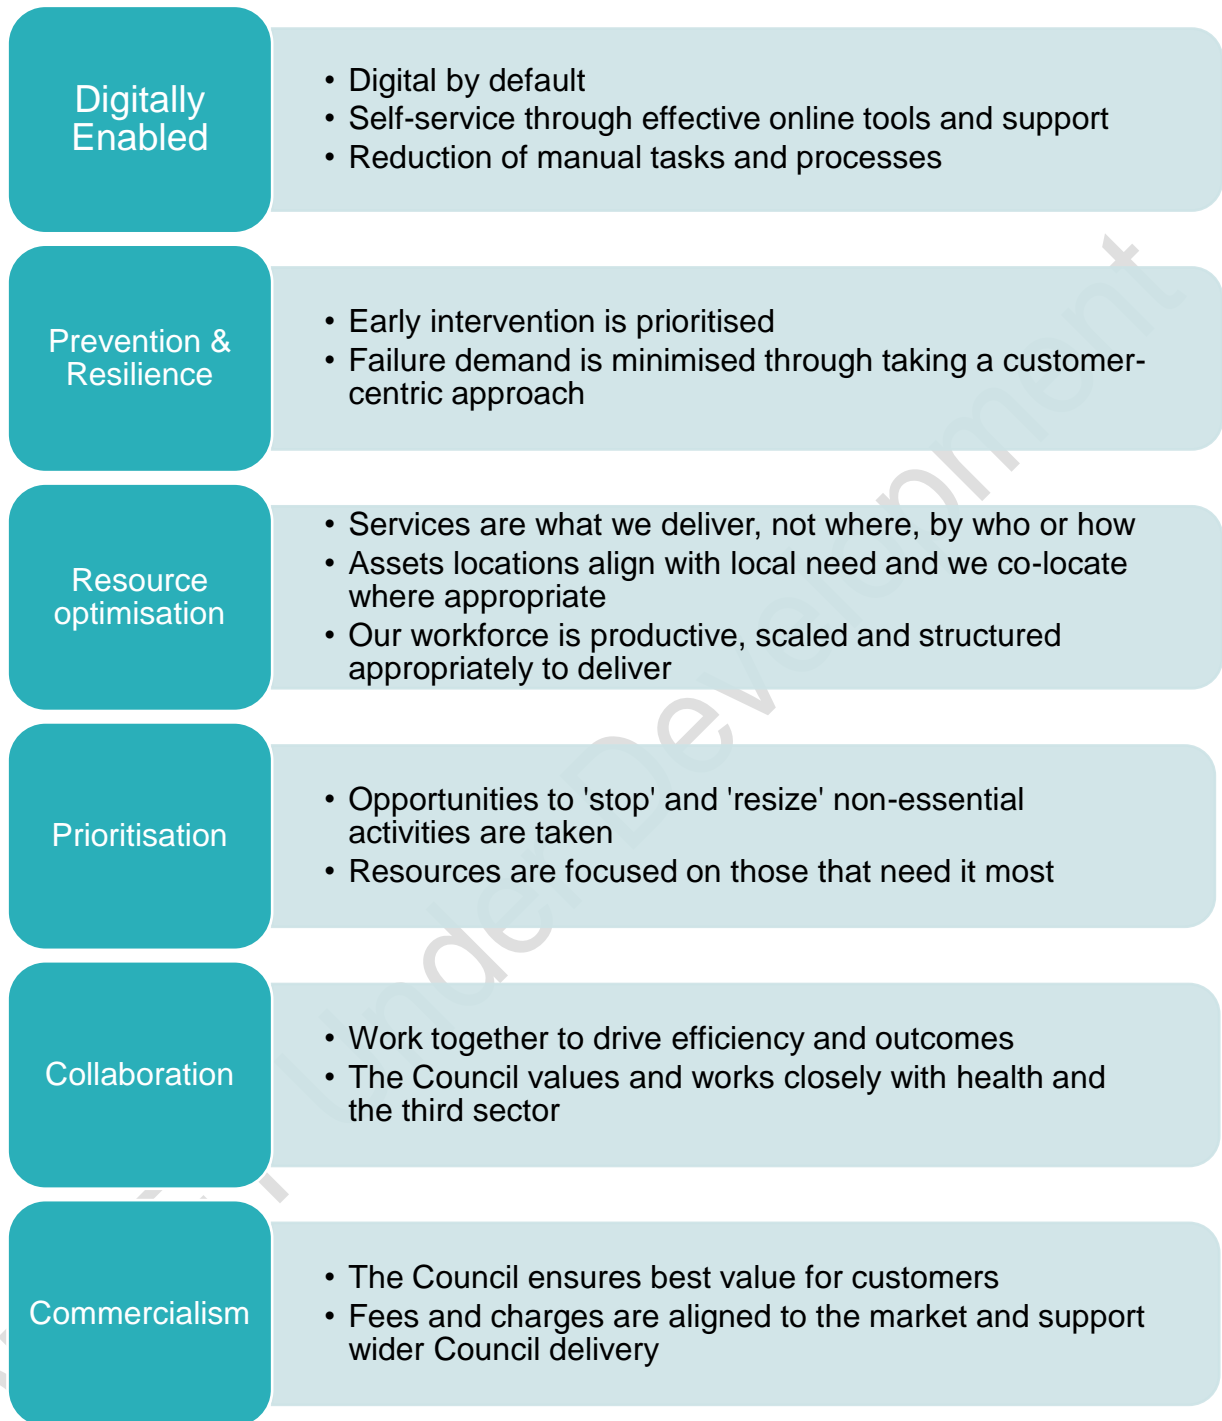 Digitally
Enabled
• Digital by default
• Self-service through effective online tools and support
• Reduction of manual tasks and processes
Prevention &
Resilience
• Early intervention is prioritised
• Failure demand is minimised through taking a customer-
centric approach
Resource
optimisation
• Services are what we deliver, not where, by who or how
• Assets locations align with local need and we co-locate
where appropriate
• Our workforce is productive, scaled and structured
appropriately to deliver
Prioritisation
• Opportunities to 'stop' and 'resize' non-essential
activities are taken
• Resources are focused on those that need it most
Collaboration
• Work together to drive efficiency and outcomes
• The Council values and works closely with health and
the third sector
Commercialism
• The Council ensures best value for customers
• Fees and charges are aligned to the market and support
wider Council delivery
Under Development